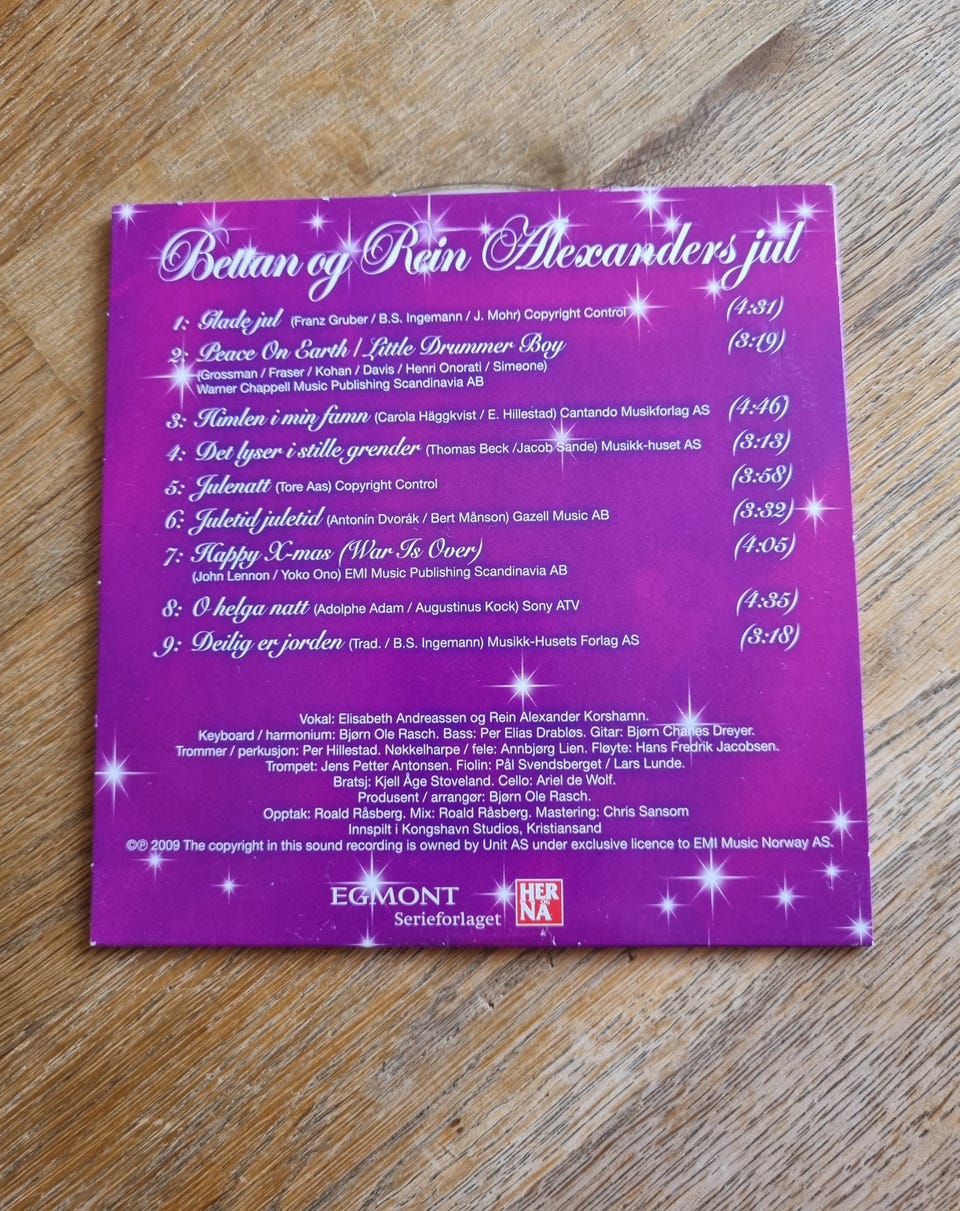 Bettan og Rein Alexanders jul
1: Glade jul (Franz Gruber / B.S. Ingemann / J. Mohr) Copyright Control (4:31)
2: Peace On Earth / Little Drummer Boy (3:19)
(Grossman / Fraser / Kohan / Davis / Henri Onorati / Simeone)
Warner Chappell Music Publishing Scandinavia AB
3: Himlen i min famn (Carola Häggkvist / E. Hillestad) Cantando Musikforlag AS (4:46)
4: Det lyser i stille grender (Thomas Beck /Jacob Sande) Musikk-huset AS (3:13)
5: Julenatt (Tore Aas) Copyright Control (3:58)
6: Juletid juletid (Antonín Dvorák / Bert Månson) Gazell Music AB (3:32)
7: Happy X-mas (War Is Over) (4:05)
(John Lennon / Yoko Ono) EMI Music Publishing Scandinavia AB
8: O helga natt (Adolphe Adam / Augustinus Kock) Sony ATV (4:35)
9: Deilig er jorden (Trad. / B.S. Ingemann) Musikk-Husets Forlag AS (3:18)
Vokal: Elisabeth Andreassen og Rein Alexander Korshamn.
Keyboard / harmonium: Bjørn Ole Rasch. Bass: Per Elias Drabløs. Gitar: Bjørn Charles Dreyer.
Trommer / perkusjon: Per Hillestad. Nøkkelharpe / fele: Annbjørg Lien. Fløyte: Hans Fredrik Jacobsen.
Trompet: Jens Petter Antonsen. Fiolin: Pål Svendsberget / Lars Lunde.
Bratsj: Kjell Åge Stoveland. Cello: Ariel de Wolf.
Produsent / arrangør: Bjørn Ole Rasch.
Opptak: Roald Råsberg. Mix: Roald Råsberg. Mastering: Chris Sansom
Innspilt i Kongshavn Studios, Kristiansand
©℗ 2009 The copyright in this sound recording is owned by Unit AS under exclusive licence to EMI Music Norway AS.
EGMONT
Serieforlaget
HER
OG
NÅ